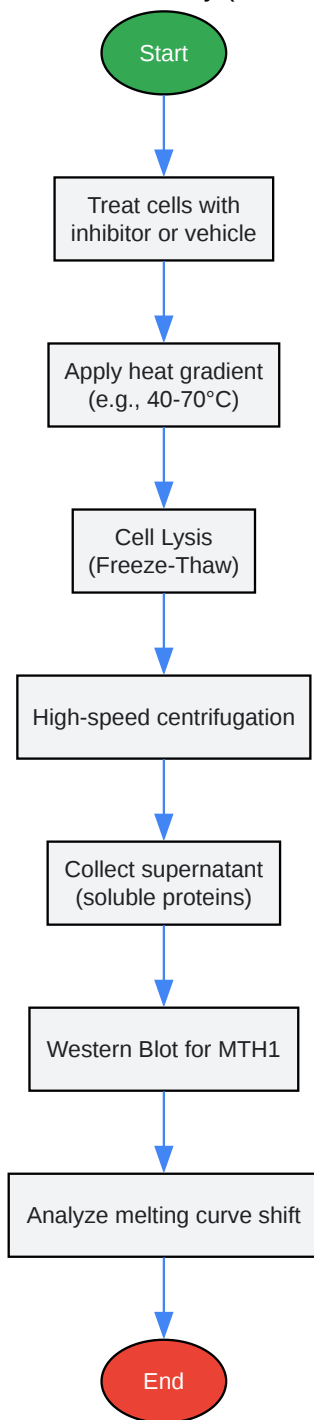 Start
Treat cells with
inhibitor or vehicle
Apply heat gradient
(e.g., 40-70°C)
Cell Lysis
(Freeze-Thaw)
High-speed centrifugation
Collect supernatant
(soluble proteins)
Western Blot for MTH1
Analyze melting curve shift
End